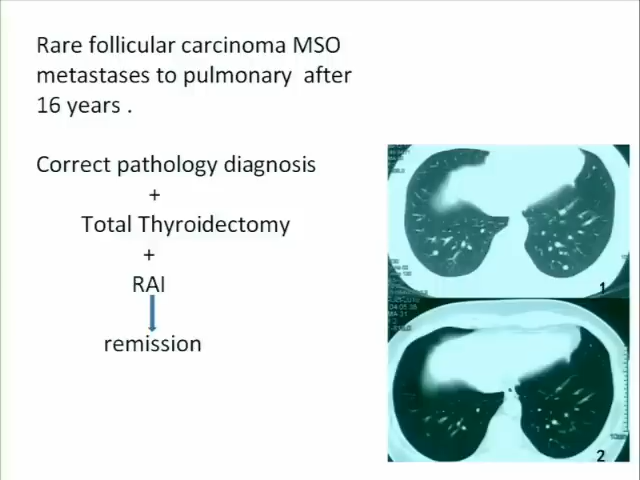 Rare follicular carcinoma MSO
metastases to pulmonary after
16 years .
Correct pathology diagnosis
+
Total Thyroidectomy
+
RAI
remission
1
2